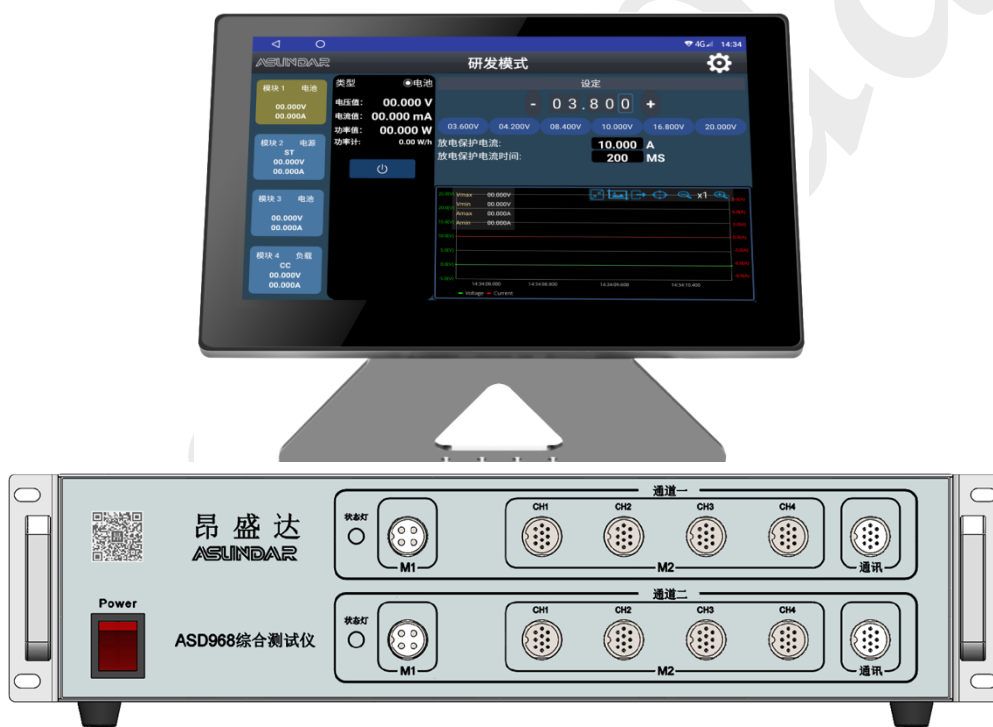 4G 14:34
ASUNDAR
研发模式
模块 1 电池
00.000V
00.000A
模块 2 电源
ST
00.000V
00.000A
模块 3 电池
00.000V
00.000A
模块 4 负载
CC
00.000V
00.000A
类型 电池
电压值: 00.000 V
电流值: 00.000 mA
功率值: 00.000 W
功率计: 0.00 W/h
设定
- 03.800 +
03.600V 04.200V 08.400V 10.000V 16.800V 20.000V
放电保护电流: 10.000 A
放电保护电流时间: 200 MS
Vmax 00.000V
Vmin 00.000V
Amax 00.000A
Amin 00.000A
x1
Voltage Current
昂盛达
ASUNDAR
Power
ASD968综合测试仪
通道一
状态灯
M1
CH1 CH2 CH3 CH4
M2
通讯
通道二
状态灯
M1
CH1 CH2 CH3 CH4
M2
通讯